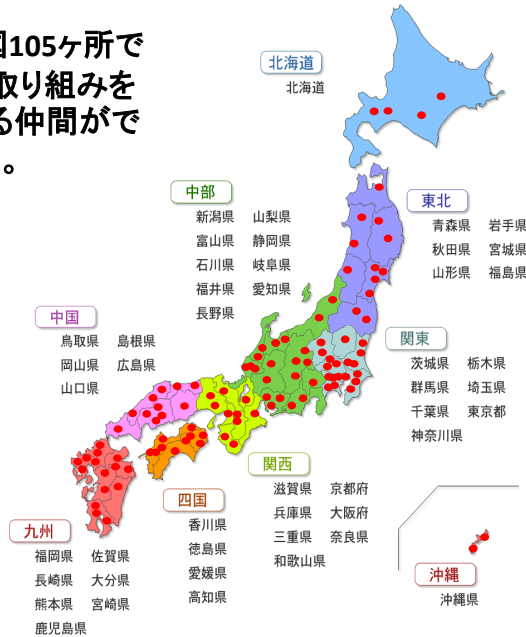 国105ヶ所で
取り組みを
る仲間がで
。
北海道
北海道
中部
新潟県 山梨県
富山県 静岡県
石川県 岐阜県
福井県 愛知県
長野県
東北
青森県 岩手県
秋田県 宮城県
山形県 福島県
中国
鳥取県 島根県
岡山県 広島県
山口県
関東
茨城県 栃木県
群馬県 埼玉県
千葉県 東京都
神奈川県
関西
滋賀県 京都府
兵庫県 大阪府
三重県 奈良県
和歌山県
四国
香川県
徳島県
愛媛県
高知県
九州
福岡県 佐賀県
長崎県 大分県
熊本県 宮崎県
鹿児島県
沖縄
沖縄県